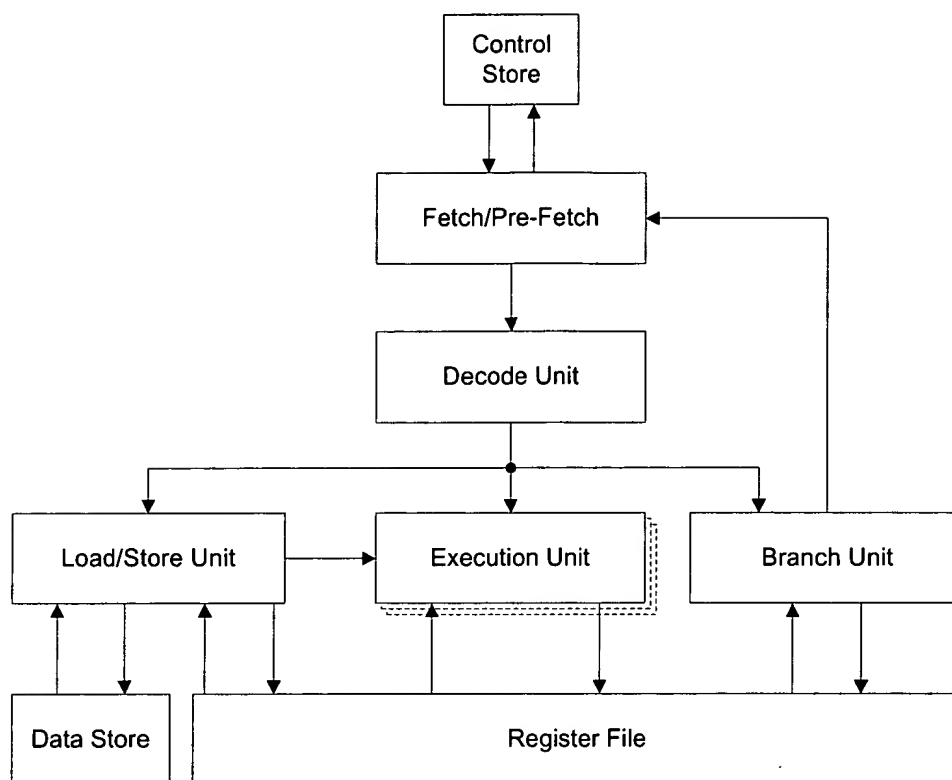 Control
Store
Fetch/Pre-Fetch
Decode Unit
Load/Store Unit
Execution Unit
Branch Unit
Data Store
Register File